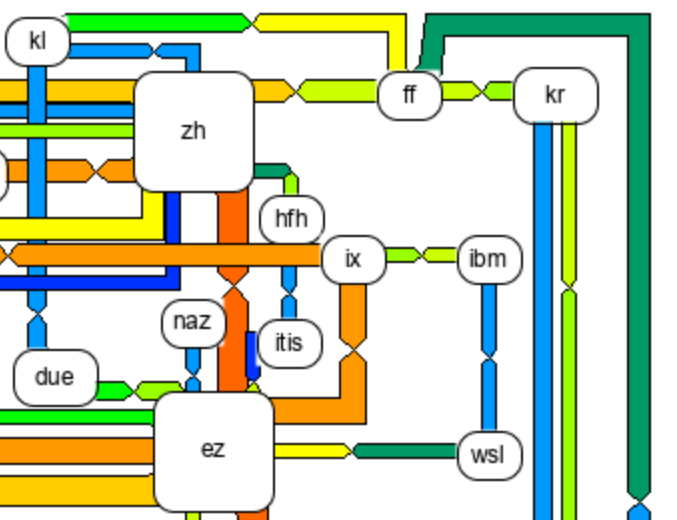 kl
ff
kr
zh
hfh
ix
ibm
naz
itis
due
ez
wsl